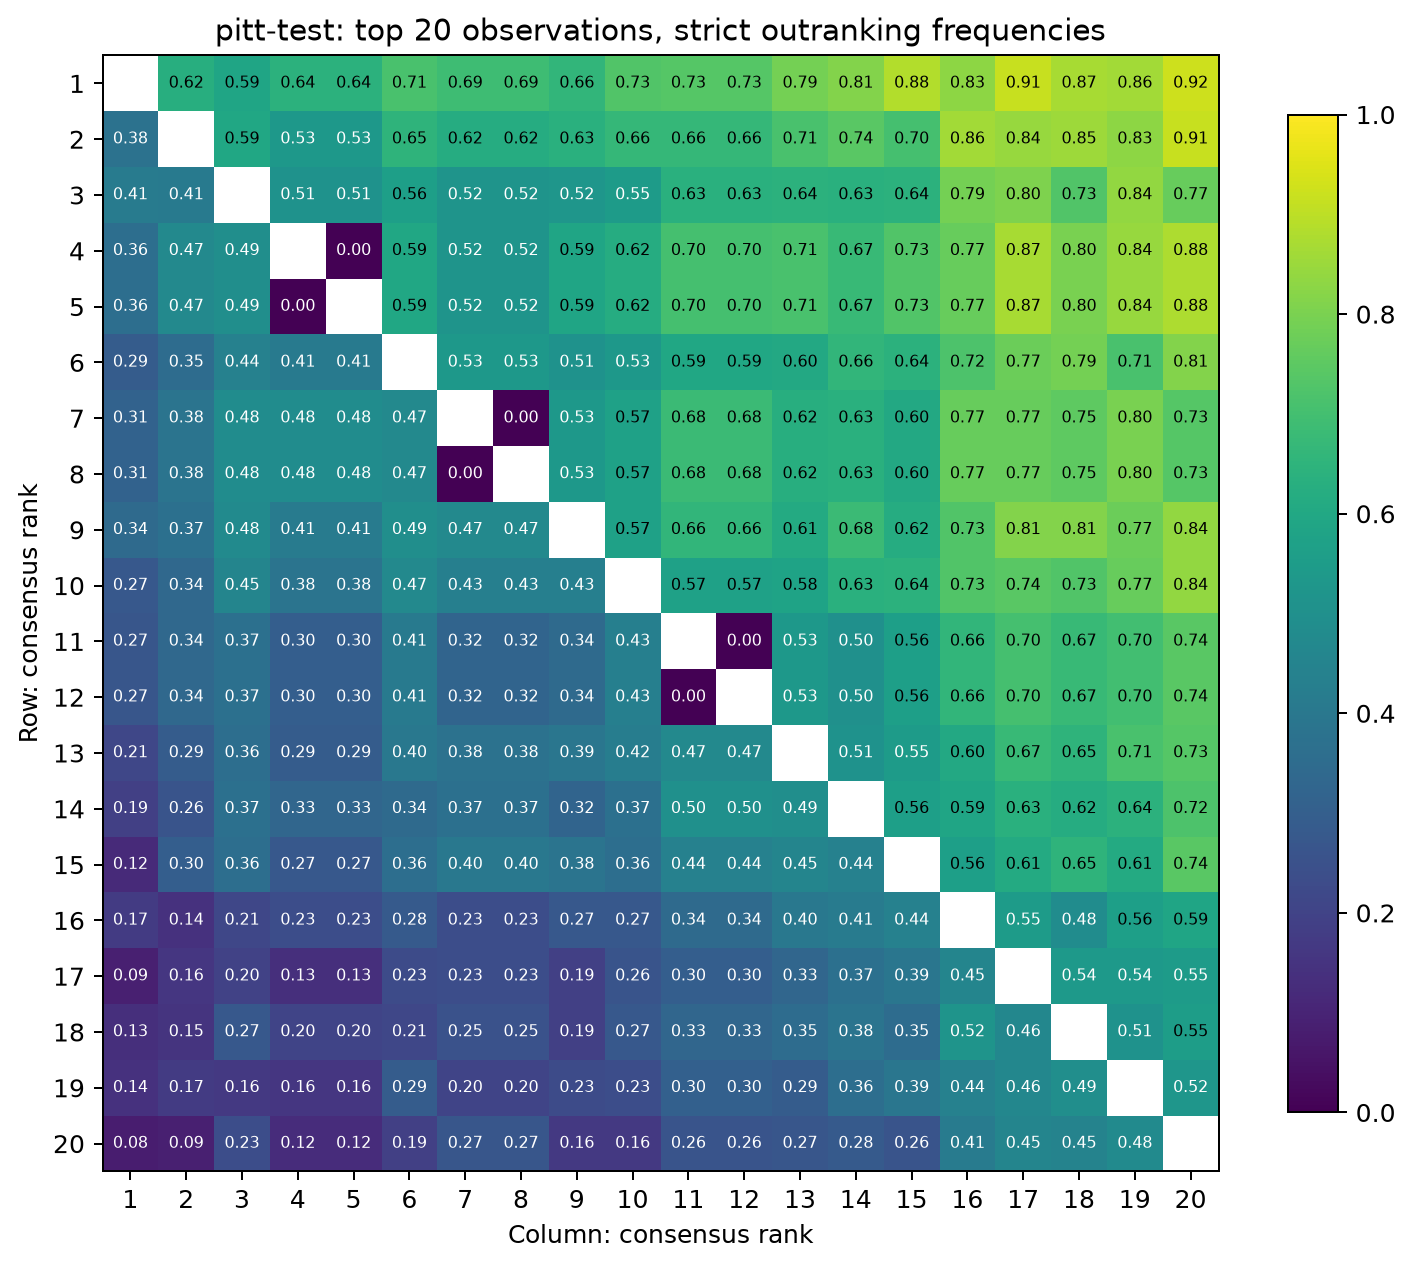 pitt-test: top 20 observations, strict outranking frequencies
1 0.62 0.59 0.64 0.64 0.71 0.69 0.69 0.66 0.73 0.73 0.73 0.79 0.81 0.88 0.83 0.91 0.87 0.86 0.92
2 0.38 0.59 0.53 0.53 0.65 0.62 0.62 0.63 0.66 0.66 0.66 0.71 0.74 0.70 0.86 0.84 0.85 0.83 0.91
3 0.41 0.41 0.51 0.51 0.56 0.52 0.52 0.52 0.55 0.63 0.63 0.64 0.63 0.64 0.79 0.80 0.73 0.84 0.77
4 0.36 0.47 0.49 0.00 0.59 0.52 0.52 0.59 0.62 0.70 0.70 0.71 0.67 0.73 0.77 0.87 0.80 0.84 0.88
5 0.36 0.47 0.49 0.00 0.59 0.52 0.52 0.59 0.62 0.70 0.70 0.71 0.67 0.73 0.77 0.87 0.80 0.84 0.88
6 0.29 0.35 0.44 0.41 0.41 0.53 0.53 0.51 0.53 0.59 0.59 0.60 0.66 0.64 0.72 0.77 0.79 0.71 0.81
7 0.31 0.38 0.48 0.48 0.48 0.47 0.00 0.53 0.57 0.68 0.68 0.62 0.63 0.60 0.77 0.77 0.75 0.80 0.73
8 0.31 0.38 0.48 0.48 0.48 0.47 0.00 0.53 0.57 0.68 0.68 0.62 0.63 0.60 0.77 0.77 0.75 0.80 0.73
9 0.34 0.37 0.48 0.41 0.41 0.49 0.47 0.47 0.57 0.66 0.66 0.61 0.68 0.62 0.73 0.81 0.81 0.77 0.84
10 0.27 0.34 0.45 0.38 0.38 0.47 0.43 0.43 0.43 0.57 0.57 0.58 0.63 0.64 0.73 0.74 0.73 0.77 0.84
11 0.27 0.34 0.37 0.30 0.30 0.41 0.32 0.32 0.34 0.43 0.00 0.53 0.50 0.56 0.66 0.70 0.67 0.70 0.74
12 0.27 0.34 0.37 0.30 0.30 0.41 0.32 0.32 0.34 0.43 0.00 0.53 0.50 0.56 0.66 0.70 0.67 0.70 0.74
13 0.21 0.29 0.36 0.29 0.29 0.40 0.38 0.38 0.39 0.42 0.47 0.47 0.51 0.55 0.60 0.67 0.65 0.71 0.73
14 0.19 0.26 0.37 0.33 0.33 0.34 0.37 0.37 0.32 0.37 0.50 0.50 0.49 0.56 0.59 0.63 0.62 0.64 0.72
15 0.12 0.30 0.36 0.27 0.27 0.36 0.40 0.40 0.38 0.36 0.44 0.44 0.45 0.44 0.56 0.61 0.65 0.61 0.74
16 0.17 0.14 0.21 0.23 0.23 0.28 0.23 0.23 0.27 0.27 0.34 0.34 0.40 0.41 0.44 0.55 0.48 0.56 0.59
17 0.09 0.16 0.20 0.13 0.13 0.23 0.23 0.23 0.19 0.26 0.30 0.30 0.33 0.37 0.39 0.45 0.54 0.54 0.55
18 0.13 0.15 0.27 0.20 0.20 0.21 0.25 0.25 0.19 0.27 0.33 0.33 0.35 0.38 0.35 0.52 0.46 0.51 0.55
19 0.14 0.17 0.16 0.16 0.16 0.29 0.20 0.20 0.23 0.23 0.30 0.30 0.29 0.36 0.39 0.44 0.46 0.49 0.52
20 0.08 0.09 0.23 0.12 0.12 0.19 0.27 0.27 0.16 0.16 0.26 0.26 0.27 0.28 0.26 0.41 0.45 0.45 0.48
1 2 3 4 5 6 7 8 9 10 11 12 13 14 15 16 17 18 19 20
Column: consensus rank
Row: consensus rank
1.0
0.8
0.6
0.4
0.2
0.0